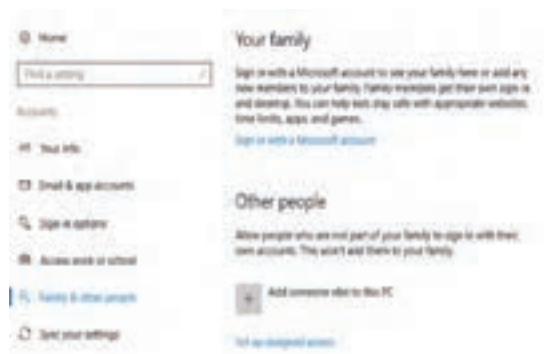 Home
Find a setting
Accounts
Your info
Email & app accounts
Sign-in options
Access work or school
Family & other people
Sync your settings
Your family
Sign in with a Microsoft account to see your family here or add any
new members to your family. Family members get their own sign-in
and desktop. You can help kids stay safe with appropriate websites,
time limits, apps, and games.
Sign in with a Microsoft account
Other people
Allow people who are not part of your family to sign in with their
own accounts. This won't add them to your family.
Add someone else to this PC
Set up assigned access